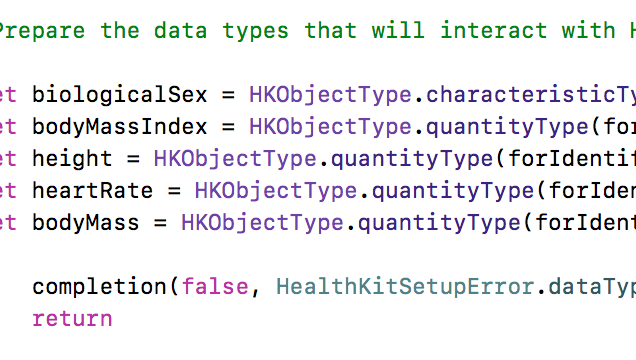 Prepare the data types that will interact with H
et biologicalSex = HKObjectType.characteristicTy
et bodyMassIndex = HKObjectType.quantityType(for
et height = HKObjectType.quantityType(forIdentif
et heartRate = HKObjectType.quantityType(forIden
et bodyMass = HKObjectType.quantityType(forIdent
completion(false, HealthKitSetupError.dataTyp
return